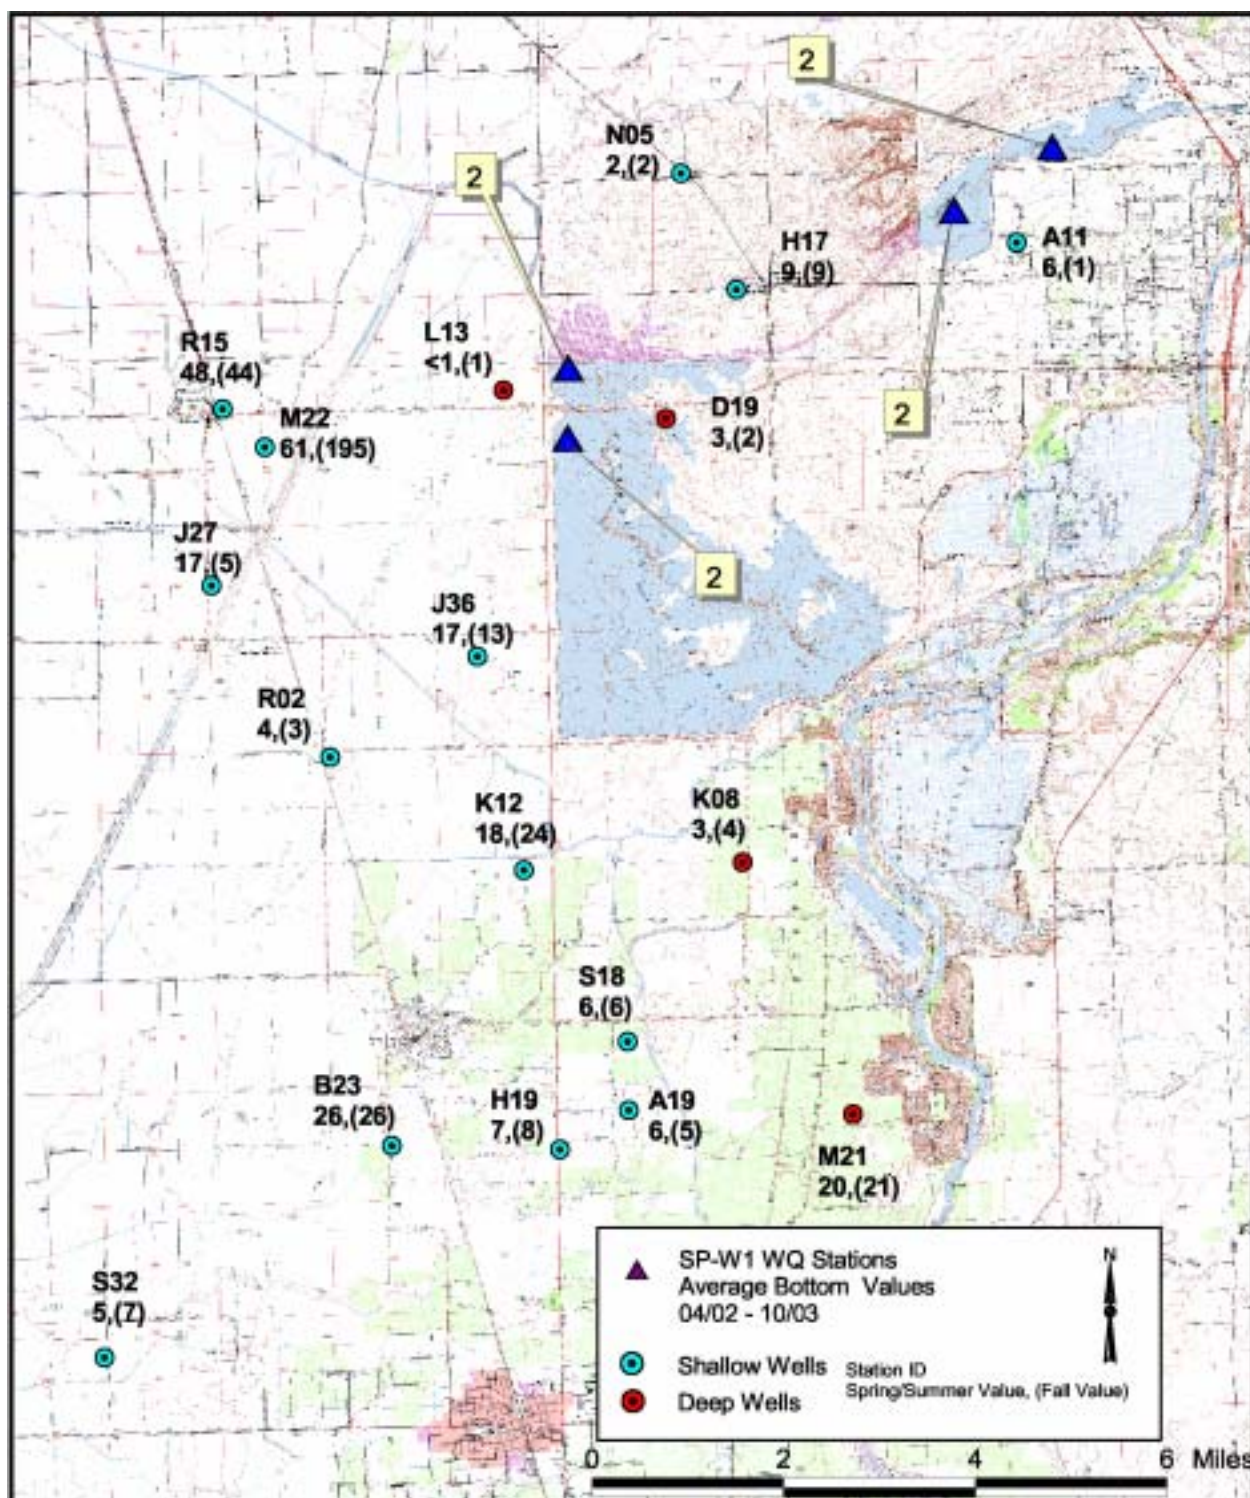 2
N05
2,(2)
2
H17
9,(9)
A11
6,(1)
L13
<1,(1)
R15
48,(44)
M22
61,(195)
D19
3,(2)
2
J27
17,(5)
2
J36
17,(13)
R02
4,(3)
K12
18,(24)
K08
3,(4)
S18
6,(6)
B23
26,(26)
H19
7,(8)
A19
6,(5)
M21
20,(21)
S32
5,(7)
SP-W1 WQ Stations
Average Bottom Values
04/02 - 10/03
N
Shallow Wells
Deep Wells
Station ID
Spring/Summer Value, (Fall Value)
0 2 4 6 Miles